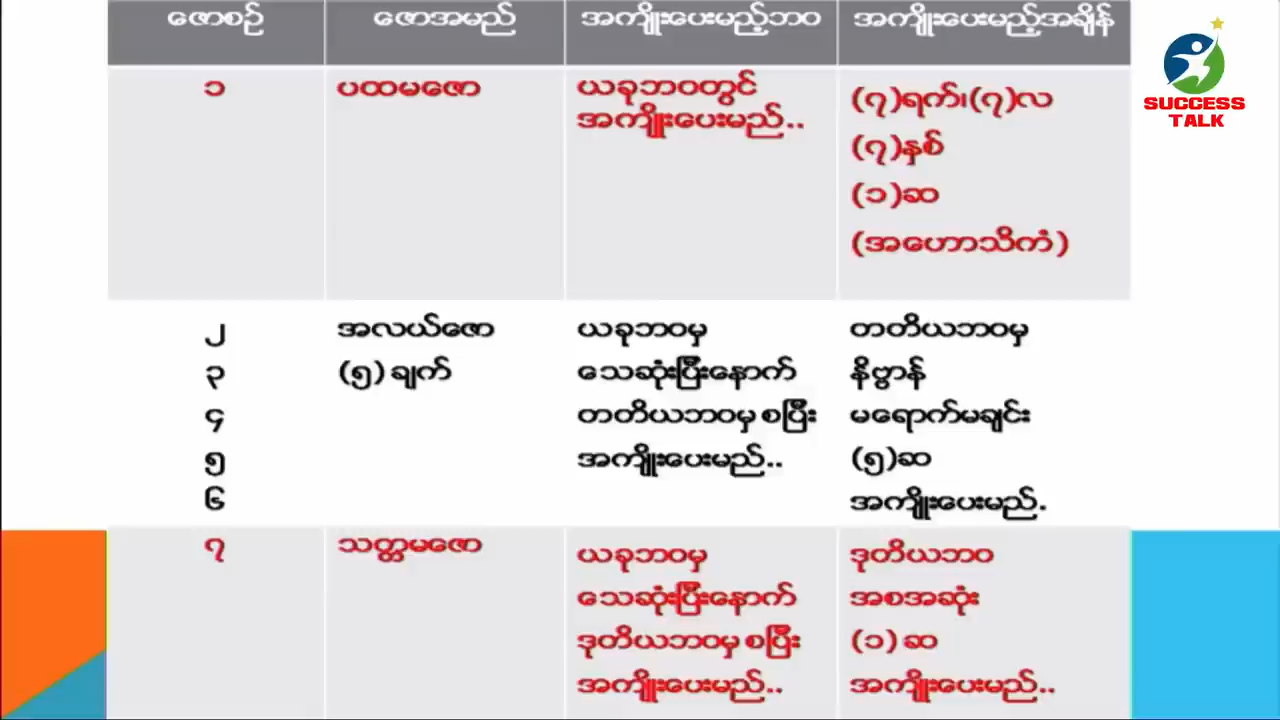 ဇောစဉ် ဇောအမည် အကျိုးပေးမည့်ဘဝ အကျိုးပေးမည့်အချိန်
SUCCESS
TALK
၁ ပထမဇော ယခုဘဝတွင်
အကျိုးပေးမည်..
(၇)ရက်၊(၇)လ
(၇)နှစ်
(၁)ဆ
(အဟောသိကံ)
၂
၃
၄
၅
၆
အလယ်ဇော
(၅)ချက်
ယခုဘဝမှ
သေဆုံးပြီးနောက်
တတိယဘဝမှ စပြီး
အကျိုးပေးမည်..
တတိယဘဝမှ
နိဗ္ဗာန်
မရောက်မချင်း
(၅)ဆ
အကျိုးပေးမည်.
၇ သတ္တမဇော
ယခုဘဝမှ
သေဆုံးပြီးနောက်
ဒုတိယဘဝမှ စပြီး
အကျိုးပေးမည်..
ဒုတိယဘဝ
အစအဆုံး
(၁) ဆ
အကျိုးပေးမည်..